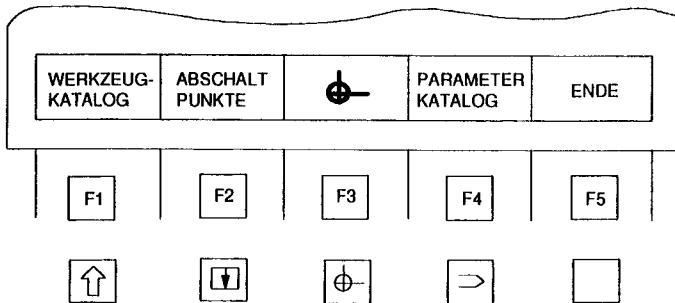 WERKZEUG-
KATALOG
ABSCHALT
PUNKTE
PARAMETER
KATALOG
ENDE
F1
F2
F3
F4
F5